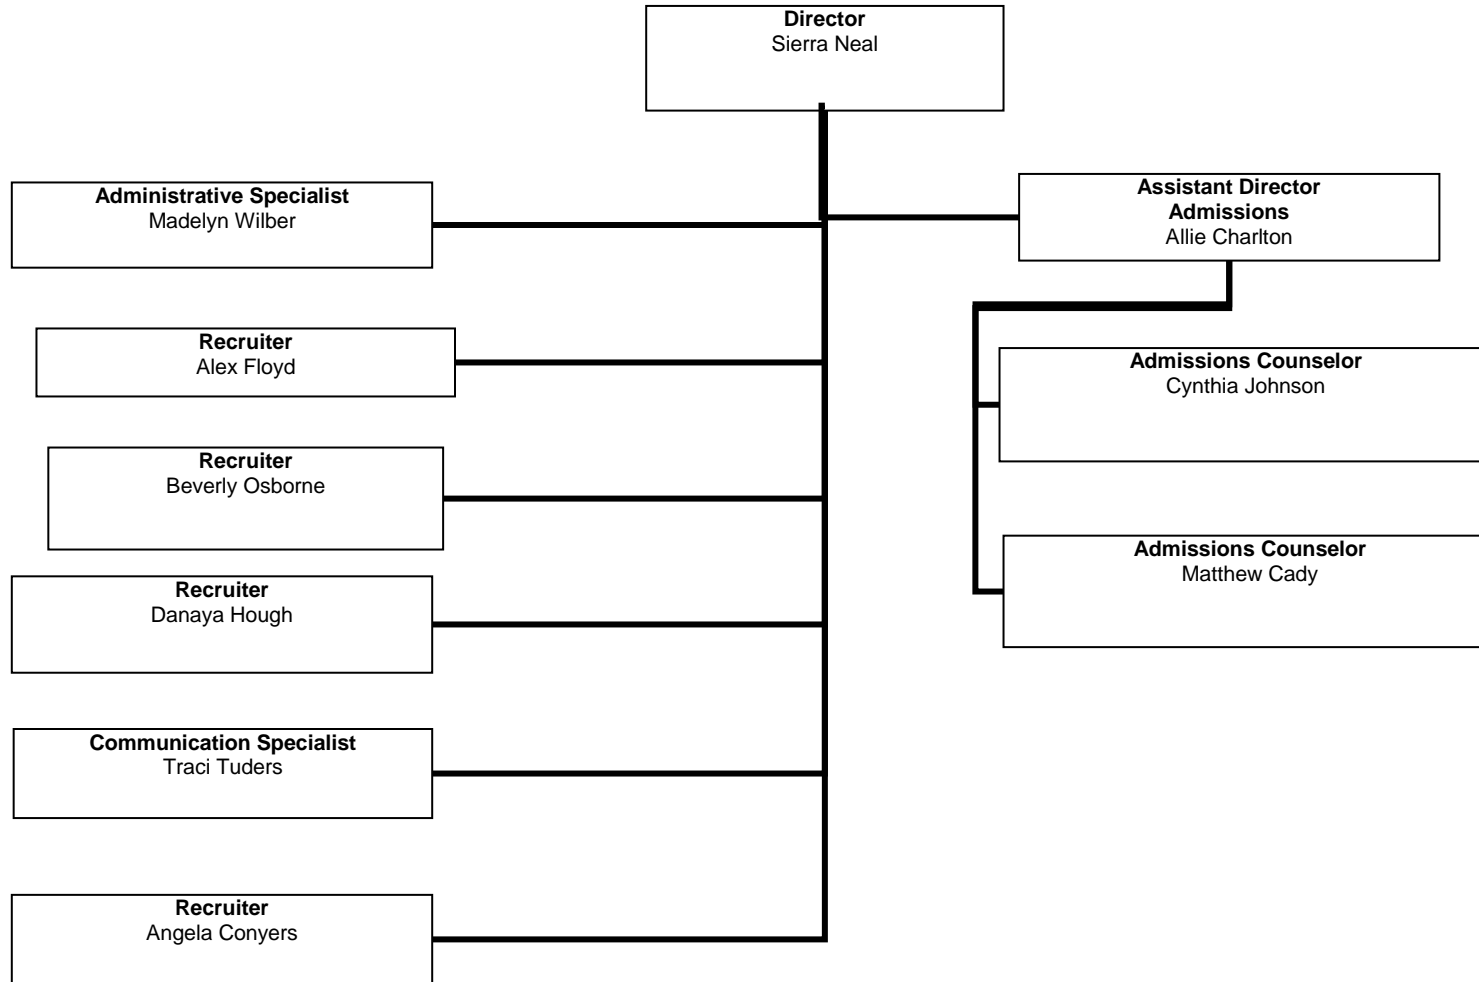 Director
Sierra Neal
Administrative Specialist
Madelyn Wilber
Assistant Director
Admissions
Allie Charlton
Recruiter
Alex Floyd
Admissions Counselor
Cynthia Johnson
Recruiter
Beverly Osborne
Admissions Counselor
Matthew Cady
Recruiter
Danaya Hough
Communication Specialist
Traci Tuders
Recruiter
Angela Conyers